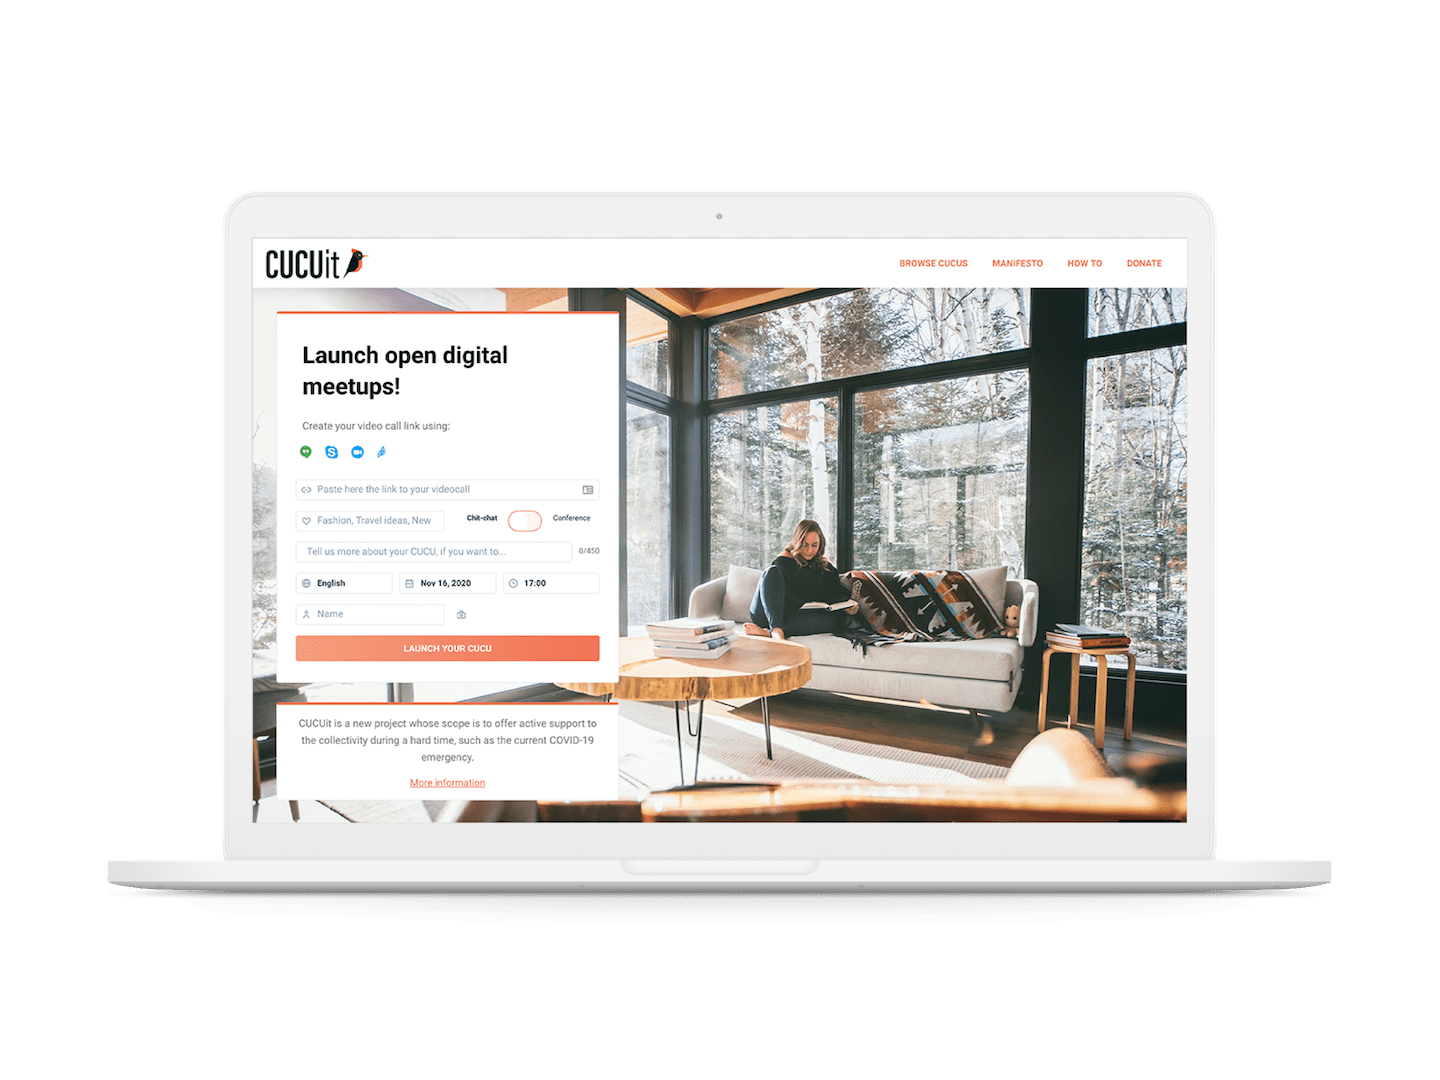 CUCUit
BROWSE CUCUS MANIFESTO HOW TO DONATE
Launch open digital
meetups!
Create your video call link using:
Paste here the link to your videocall
Fashion, Travel ideas, New
Chit-chat
Conference
Tell us more about your CUCU, if you want to...
0/450
English
Nov 16, 2020
17:00
Name
LAUNCH YOUR CUCU
CUCUit is a new project whose scope is to offer active support to
the collectivity during a hard time, such as the current COVID-19
emergency.
More information